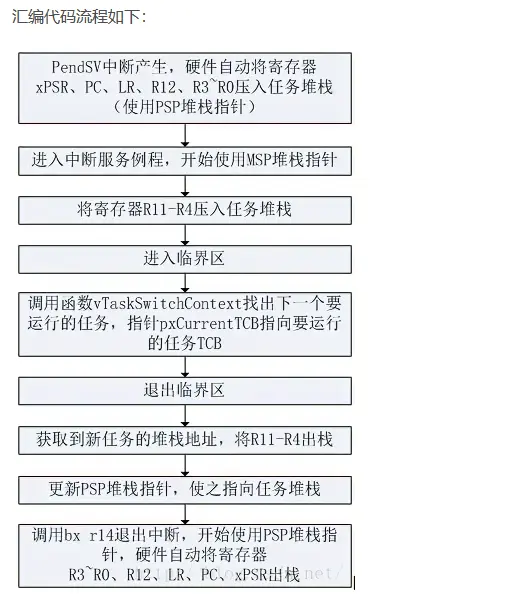 汇编代码流程如下：
PendSV中断产生，硬件自动将寄存器
xPSR、PC、LR、R12、R3~R0压入任务堆栈
（使用PSP堆栈指针）
进入中断服务例程，开始使用MSP堆栈指针
将寄存器R11-R4压入任务堆栈
进入临界区
调用函数vTaskSwitchContext找出下一个要
运行的任务，指针pxCurrentTCB指向要运行
的任务TCB
退出临界区
获取到新任务的堆栈地址，将R11-R4出栈
更新PSP堆栈指针，使之指向任务堆栈
调用bx r14退出中断，开始使用PSP堆栈指
针，硬件自动将寄存器
R3~R0、R12、LR、PC、xPSR出栈